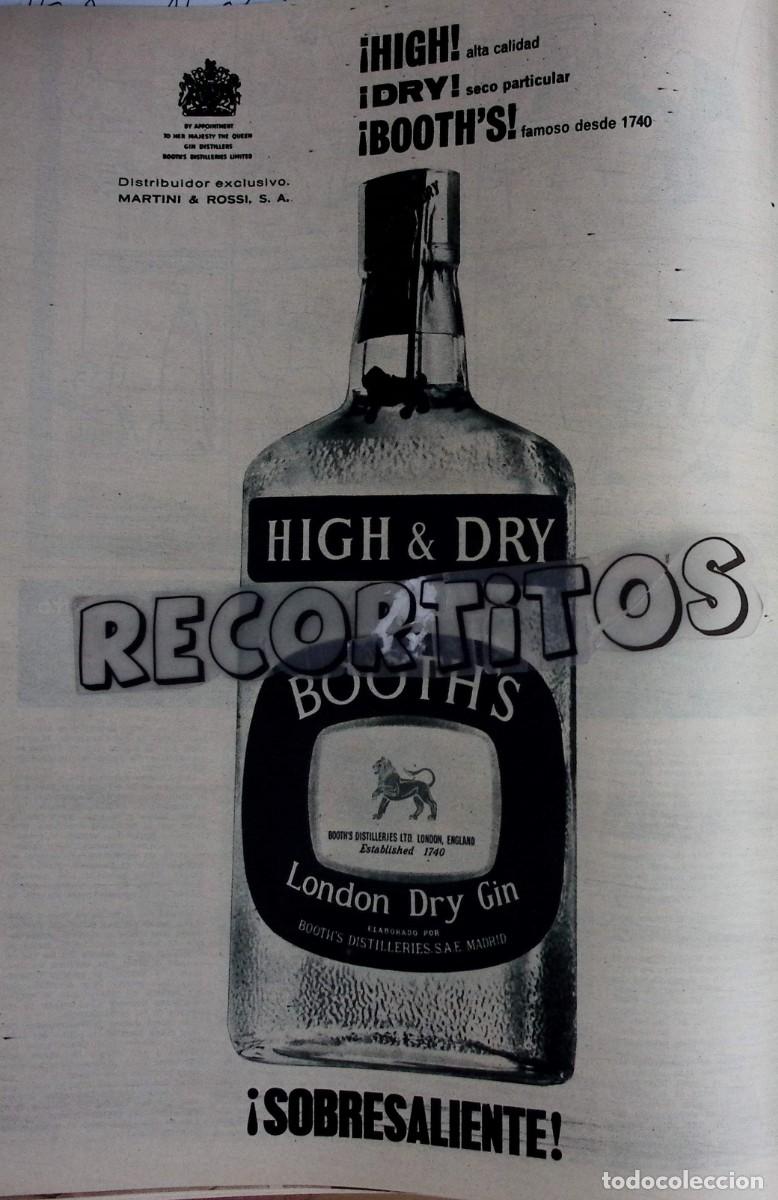 ¡HIGH! alta calidad
¡DRY! seco particular
¡BOOTH'S! famoso desde 1740
BY APPOINTMENT
TO HER MAJESTY THE QUEEN
GIN DISTILLERS
BOOTH'S DISTILLERIES LIMITED
Distribuidor exclusivo.
MARTINI & ROSSI, S. A.
DRY
HIGH & DRY
RECORTiTOS
BOOTH'S
BOOTH'S DISTILLERIES LTD. LONDON, ENGLAND
Established 1740
London Dry Gin
ELABORADO POR
BOOTH'S DISTILLERIES. S.A.E. MADRID
¡SOBRESALIENTE!
todocoleccion